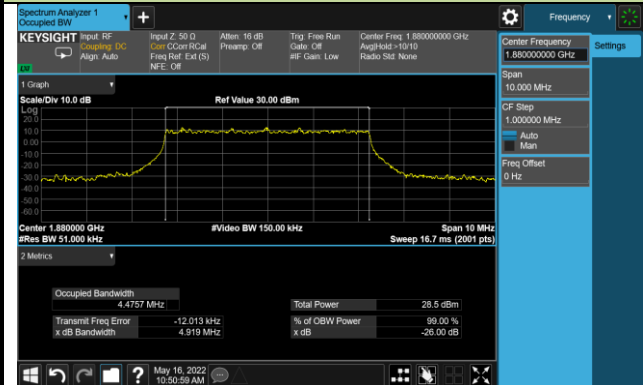 Spectrum Analyzer 1
Occupied BW
Frequency
KEYSIGHT
Input: RF
Coupling: DC
Align: Auto
Input Z: 50 Ω
Corr CCorr RCal
Freq Ref: Ext (S)
NFE: Off
Atten: 16 dB
Preamp: Off
Trig: Free Run
Gate: Off
#IF Gain: Low
Center Freq: 1.880000000 GHz
Avg|Hold:>10/10
Radio Std: None
Center Frequency
1.880000000 GHz
Settings
Span
10.000 MHz
CF Step
1.000000 MHz
Auto
Man
Freq Offset
0 Hz
1 Graph
Scale/Div 10.0 dB
Ref Value 30.00 dBm
Log
20.0
10.0
0.00
-10.0
-20.0
-30.0
-40.0
-50.0
-60.0
Center 1.880000 GHz
#Video BW 150.00 kHz
Span 10 MHz
#Res BW 51.000 kHz
Sweep 16.7 ms (2001 pts)
2 Metrics
Occupied Bandwidth
4.4757 MHz
Total Power 28.5 dBm
Transmit Freq Error -12.013 kHz
% of OBW Power 99.00 %
x dB Bandwidth 4.919 MHz
x dB -26.00 dB
May 16, 2022
10:50:59 AM